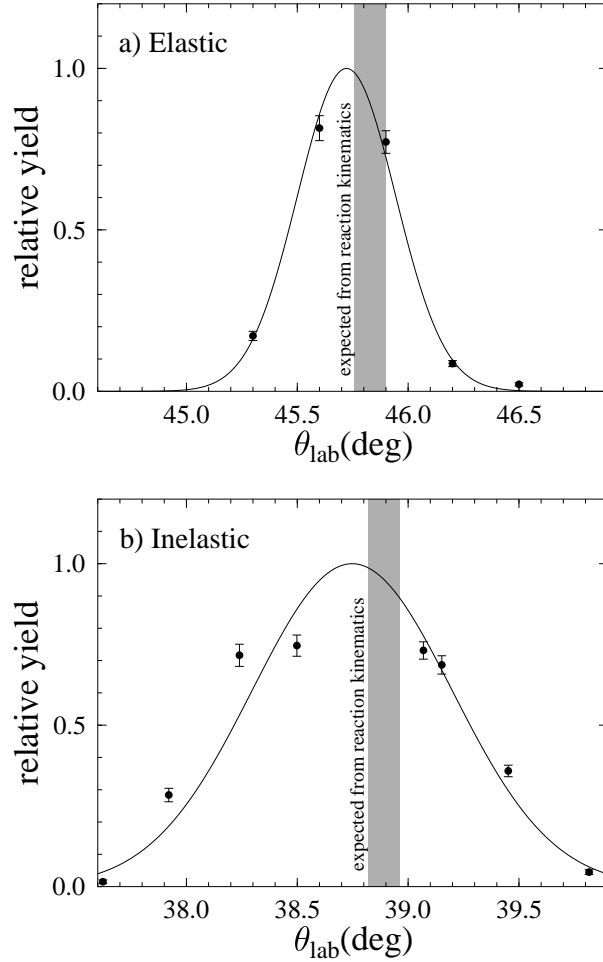 a) Elastic
1.0
0.5
0.0
relative yield
expected from reaction kinematics
45.0 45.5 46.0 46.5
θlab(deg)
b) Inelastic
1.0
0.5
0.0
relative yield
expected from reaction kinematics
38.0 38.5 39.0 39.5
θlab(deg)